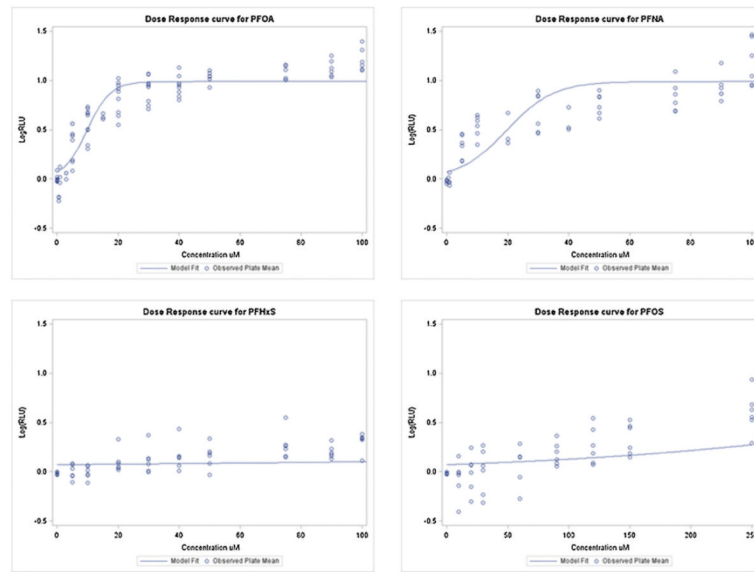 Dose Response curve for PFOA
1.5
1.0
0.5
0.0
-0.5
LogRLU
0 20 40 60 80 100
Concentration uM
Model Fit Observed Plate Mean
Dose Response curve for PFNA
1.5
1.0
0.5
0.0
-0.5
Log(RLU)
0 20 40 60 80 100
Concentration uM
Model Fit Observed Plate Mean
Dose Response curve for PFHxS
1.5
1.0
0.5
0.0
-0.5
Log(RLU)
0 20 40 60 80 100
Concentration uM
Model Fit Observed Plate Mean
Dose Response curve for PFOS
1.5
1.0
0.5
0.0
-0.5
Log(RLU)
0 50 100 150 200 250
Concentration uM
Model Fit Observed Plate Mean